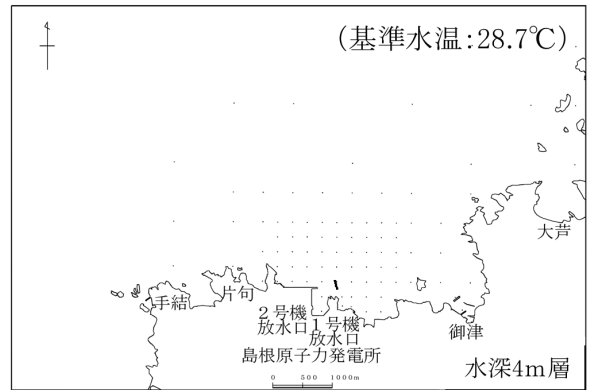 (基準水温:28.7℃)
大芦
手結
片句
2号機
放水口
1号機
放水口
御津
島根原子力発電所
水深4m層
0 500 1000m